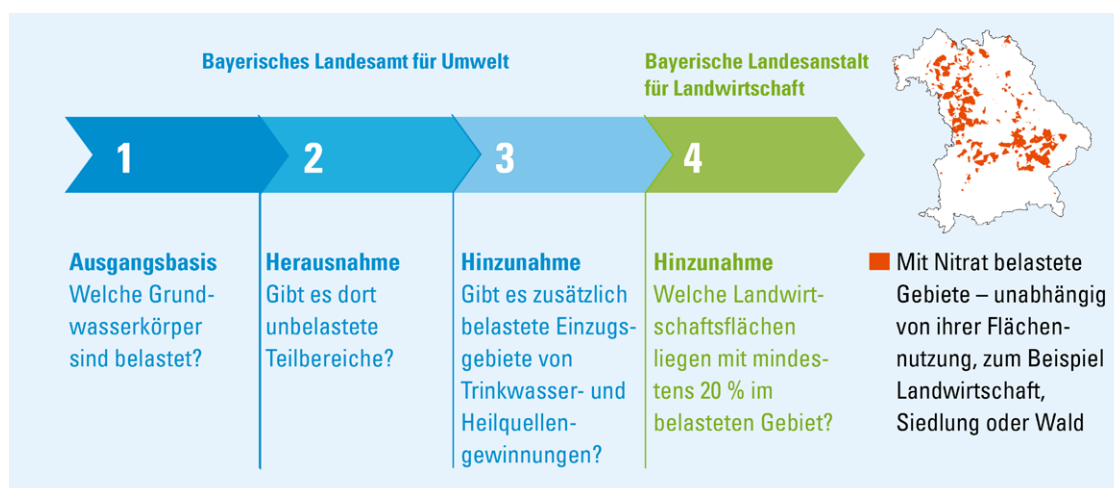 Bayerisches Landesamt für Umwelt
Bayerische Landesanstalt
für Landwirtschaft
1
2
3
4
Ausgangsbasis
Welche Grund-
wasserkörper
sind belastet?
Herausnahme
Gibt es dort
unbelastete
Teilbereiche?
Hinzunahme
Gibt es zusätzlich
belastete Einzugs-
gebiete von
Trinkwasser- und
Heilquellen-
gewinnungen?
Hinzunahme
Welche Landwirt-
schaftsflächen
liegen mit mindes-
tens 20 % im
belasteten Gebiet?
Mit Nitrat belastete
Gebiete – unabhängig
von ihrer Flächen-
nutzung, zum Beispiel
Landwirtschaft,
Siedlung oder Wald